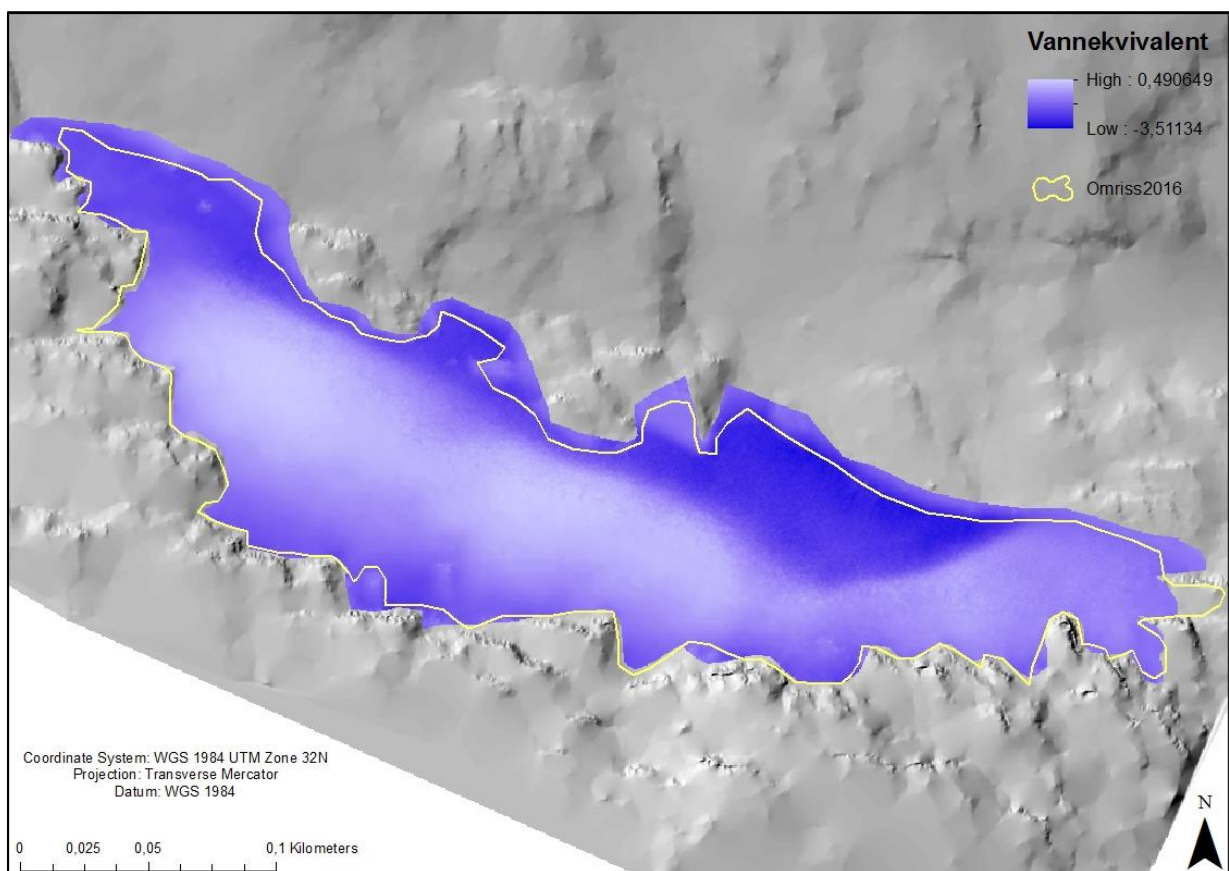 Vannekvivalent
High : 0,490649
Low : -3,51134
Omriss2016
Coordinate System: WGS 1984 UTM Zone 32N
Projection: Transverse Mercator
Datum: WGS 1984
N
0 0,025 0,05 0,1 Kilometers